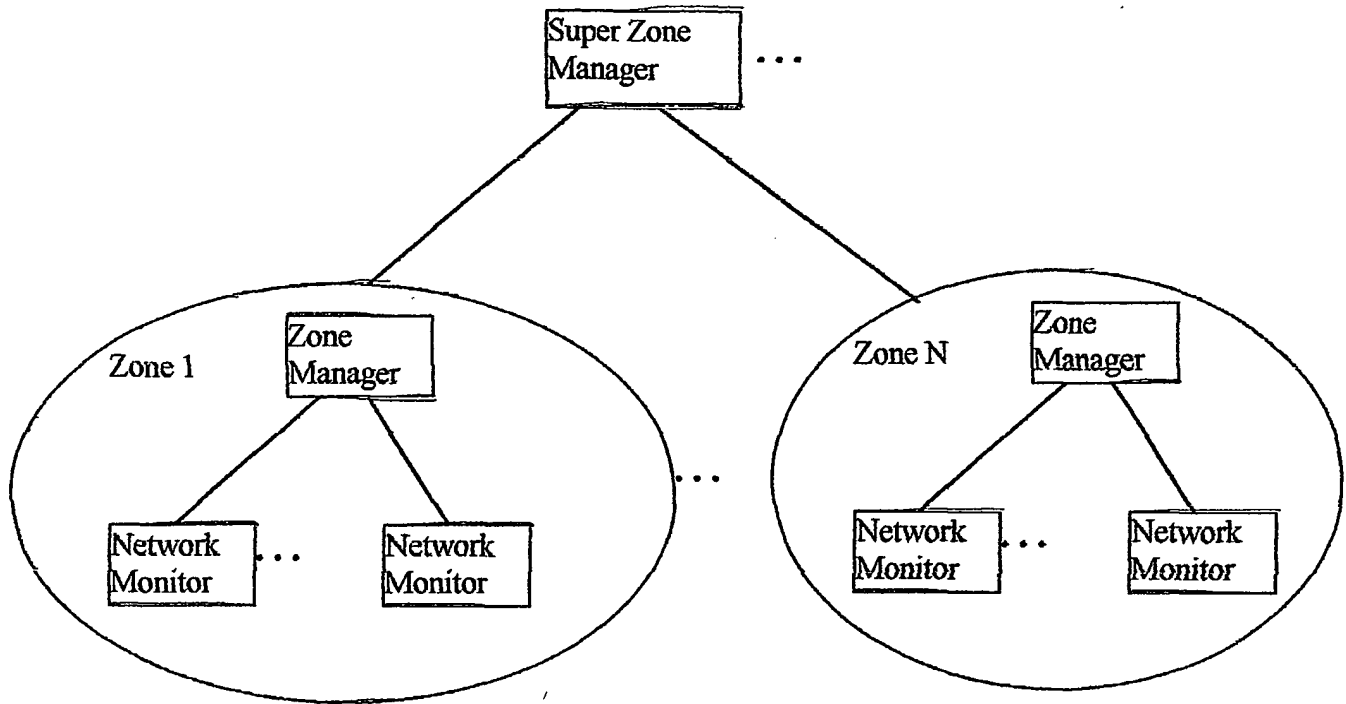 Super Zone
Manager
...
Zone 1
Zone
Manager
Network
Monitor
...
Network
Monitor
...
Zone N
Zone
Manager
Network
Monitor
...
Network
Monitor